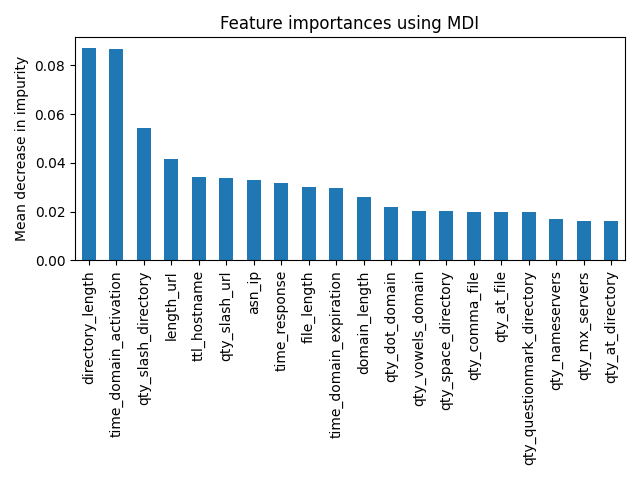 Feature importances using MDI
Mean decrease in impurity
0.08
0.06
0.04
0.02
0.00
directory_length
time_domain_activation
qty_slash_directory
length_url
ttl_hostname
qty_slash_url
asn_ip
time_response
file_length
time_domain_expiration
domain_length
qty_dot_domain
qty_vowels_domain
qty_space_directory
qty_comma_file
qty_at_file
qty_questionmark_directory
qty_nameservers
qty_mx_servers
qty_at_directory